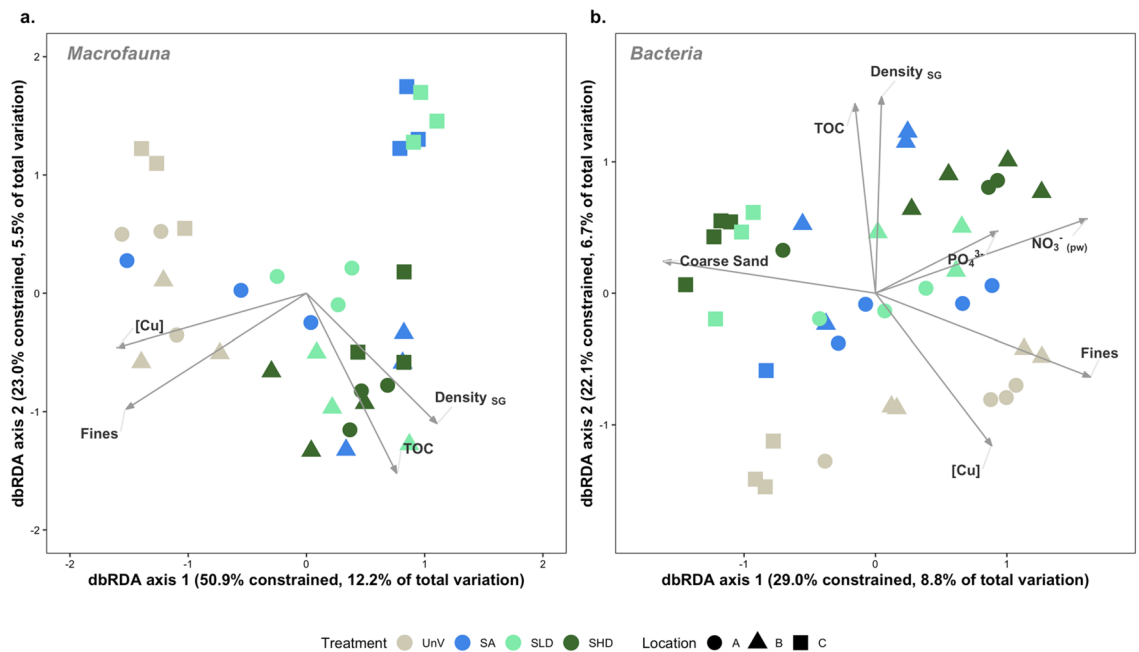 a.
Macrofauna
2
1
0
-1
-2
-2
-1
0
1
2
[Cu]
Fines
Density SG
TOC
dbRDA axis 2 (23.0% constrained, 5.5% of total variation)
dbRDA axis 1 (50.9% constrained, 12.2% of total variation)
b.
Bacteria
Density SG
TOC
1
0
-1
-1
0
1
Coarse Sand
PO₄³⁻
NO₃⁻ (pw)
Fines
[Cu]
dbRDA axis 2 (22.1% constrained, 6.7% of total variation)
dbRDA axis 1 (29.0% constrained, 8.8% of total variation)
Treatment UnV SA SLD SHD Location A B C